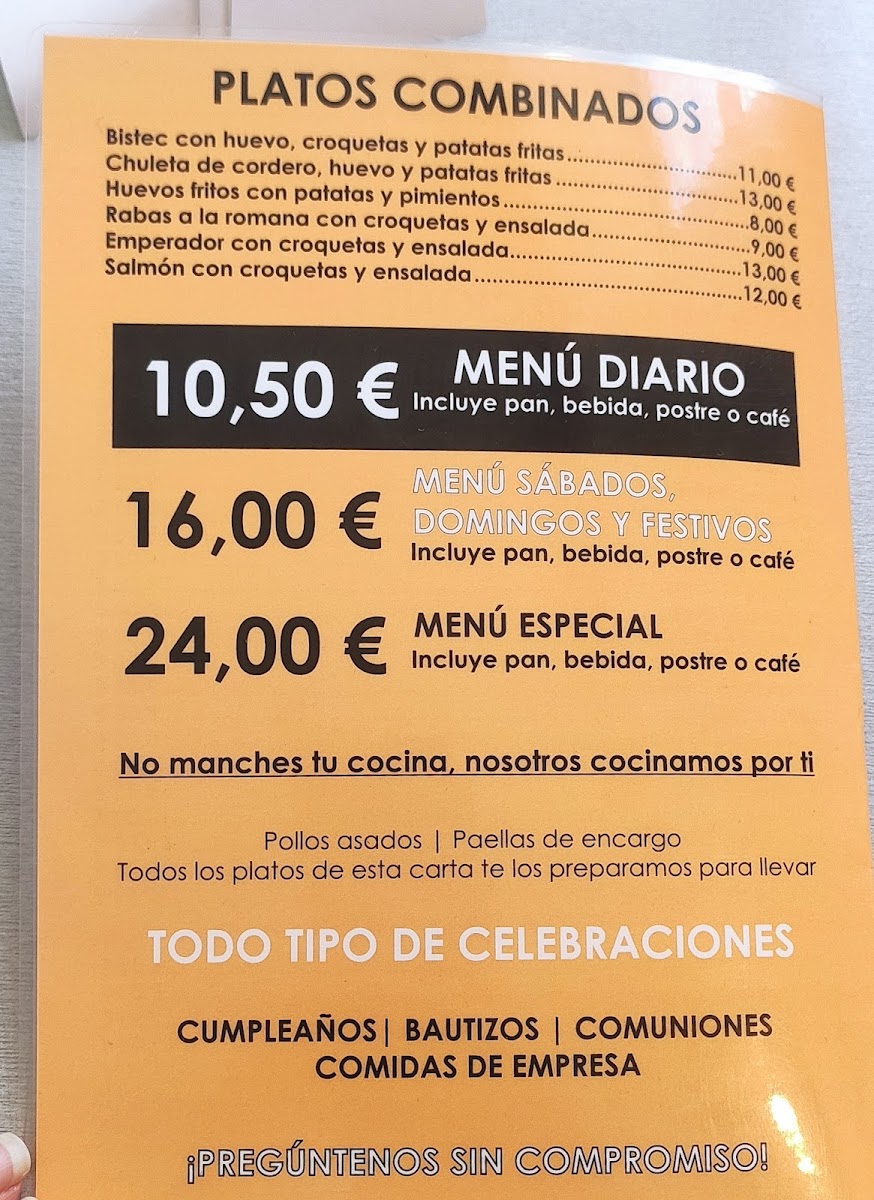 PLATOS COMBINADOS
Bistec con huevo, croquetas y patatas fritas..............................11,00 €
Chuleta de cordero, huevo y patatas fritas ................................13,00 €
Huevos fritos con patatas y pimientos..........................................8,00 €
Rabas a la romana con croquetas y ensalada...........................9,00 €
Emperador con croquetas y ensalada.......................................13,00 €
Salmón con croquetas y ensalada.............................................12,00 €
10,50 € MENÚ DIARIO
Incluye pan, bebida, postre o café
16,00 € MENÚ SÁBADOS,
DOMINGOS Y FESTIVOS
Incluye pan, bebida, postre o café
24,00 € MENÚ ESPECIAL
Incluye pan, bebida, postre o café
No manches tu cocina, nosotros cocinamos por ti
Pollos asados | Paellas de encargo
Todos los platos de esta carta te los preparamos para llevar
TODO TIPO DE CELEBRACIONES
CUMPLEAÑOS| BAUTIZOS | COMUNIONES
COMIDAS DE EMPRESA
¡PREGÚNTENOS SIN COMPROMISO!